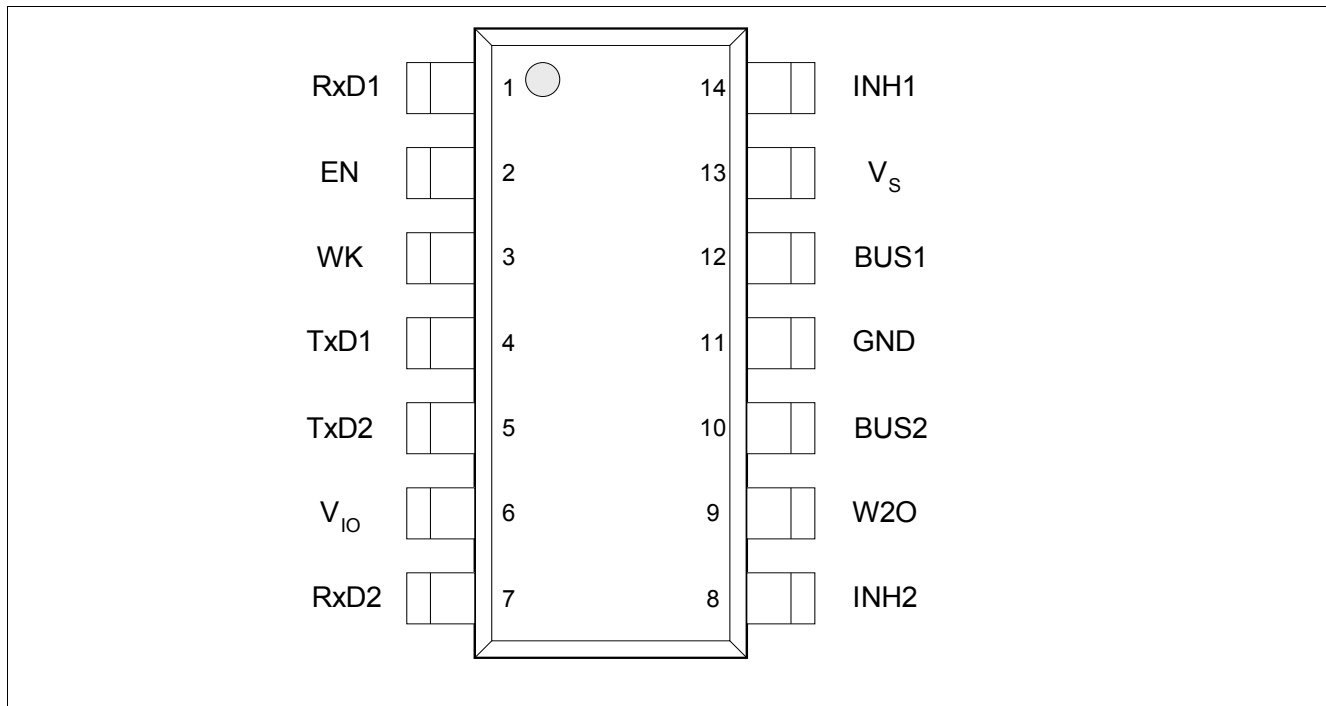 RxD1 1 14 INH1
EN 2 13 VS
WK 3 12 BUS1
TxD1 4 11 GND
TxD2 5 10 BUS2
VIO 6 9 W2O
RxD2 7 8 INH2